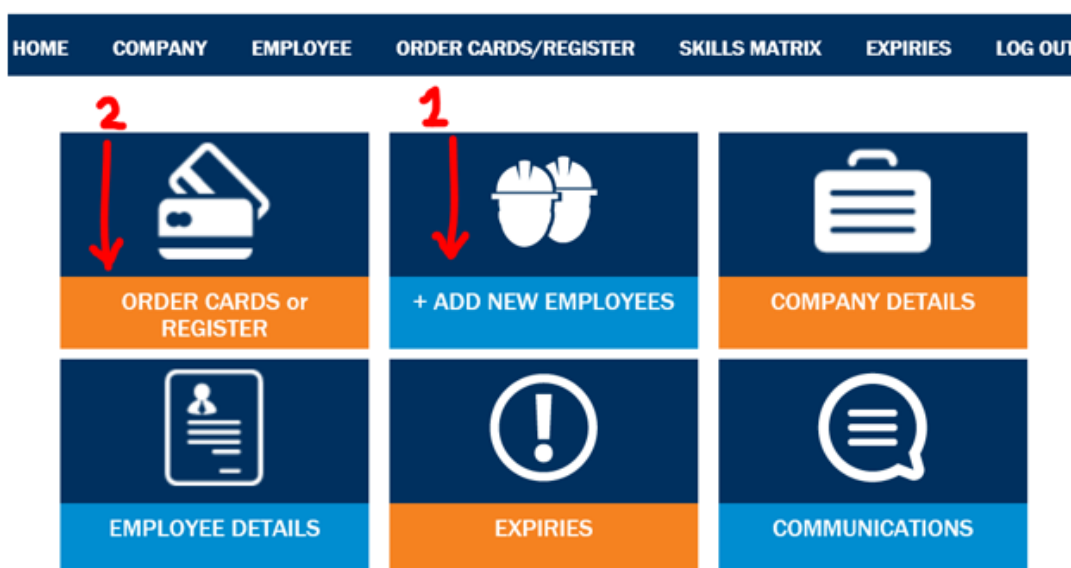 HOME COMPANY EMPLOYEE ORDER CARDS/REGISTER SKILLS MATRIX EXPIRIES LOG OUT
2 1
ORDER CARDS or
REGISTER
+ ADD NEW EMPLOYEES
COMPANY DETAILS
EMPLOYEE DETAILS
EXPIRIES
COMMUNICATIONS